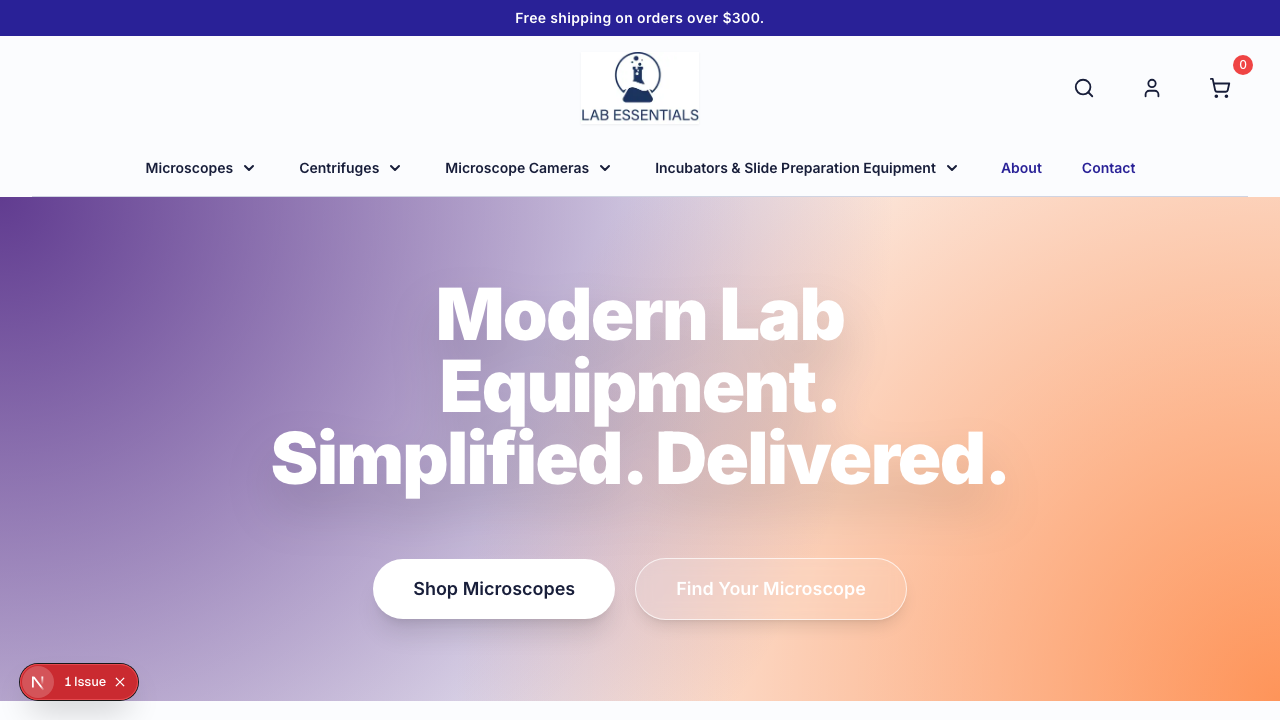 Free shipping on orders over $300.
0
LAB ESSENTIALS
Microscopes Centrifuges Microscope Cameras Incubators & Slide Preparation Equipment About Contact
Modern Lab
Equipment.
Simplified. Delivered.
Shop Microscopes Find Your Microscope
N 1 Issue